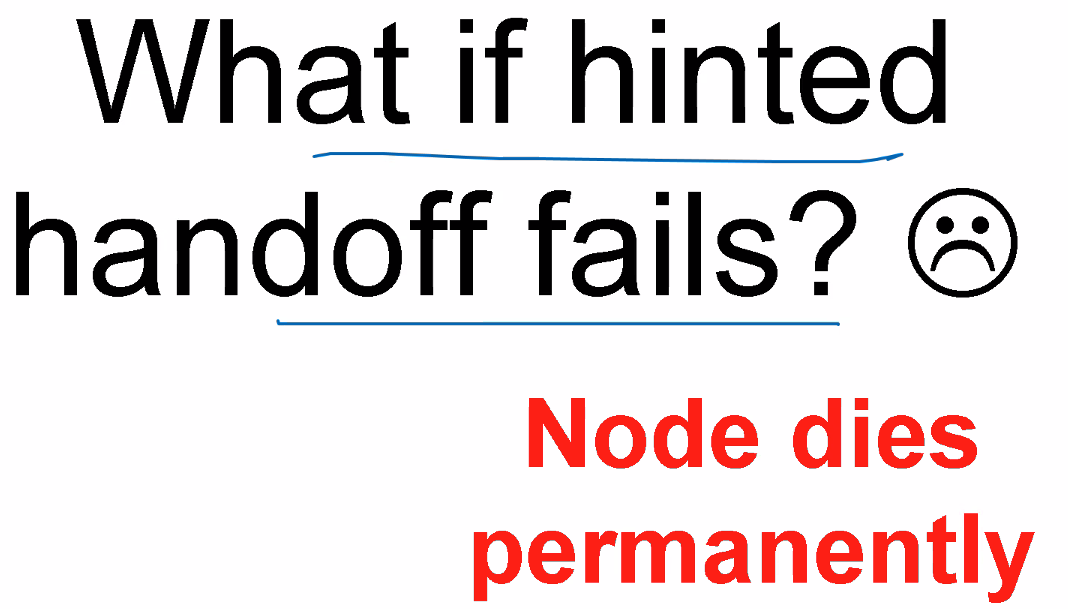 What if hinted
handoff fails? ☹
Node dies
permanently